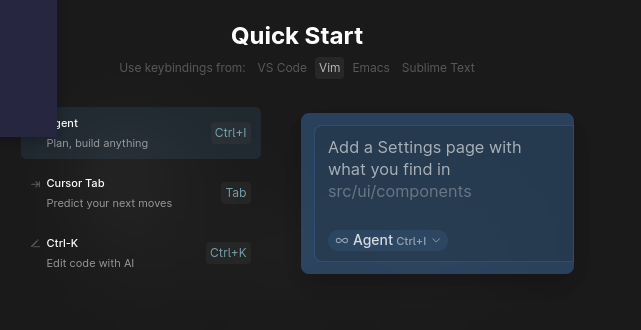 Quick Start
Use keybindings from: VS Code Vim Emacs Sublime Text
gent Ctrl+I
Plan, build anything
Cursor Tab Tab
Predict your next moves
Ctrl-K Ctrl+K
Edit code with AI
Add a Settings page with
what you find in
src/ui/components
Agent Ctrl+I